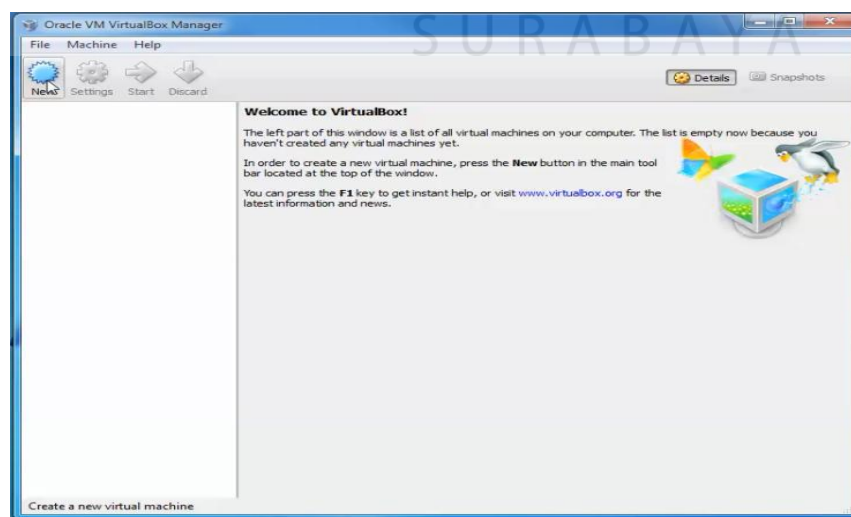 Oracle VM VirtualBox Manager
SURABAYA
File Machine Help
New Settings Start Discard
Details Snapshots
Welcome to VirtualBox!
The left part of this window is a list of all virtual machines on your computer. The list is empty now because you
haven't created any virtual machines yet.
In order to create a new virtual machine, press the New button in the main tool
bar located at the top of the window.
You can press the F1 key to get instant help, or visit www.virtualbox.org for the
latest information and news.
Create a new virtual machine